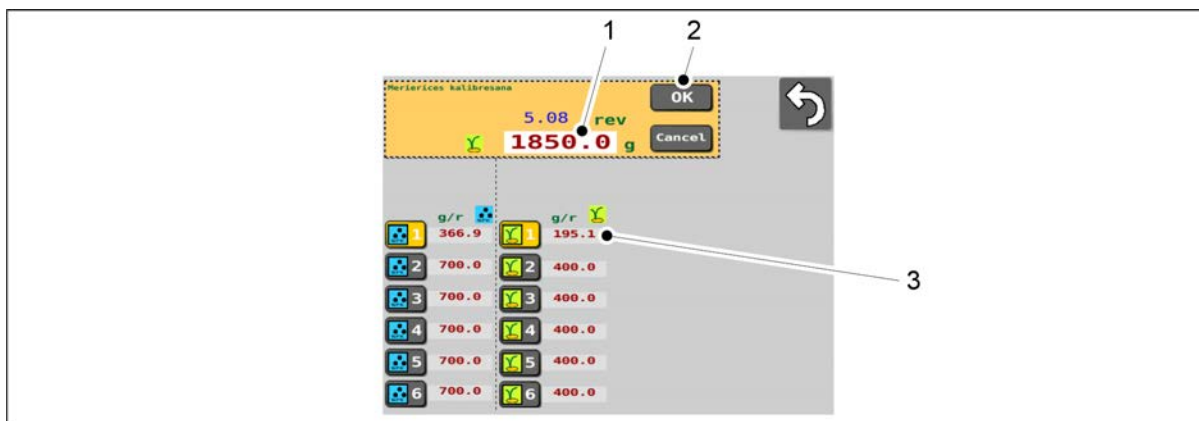 1 2
Merierices kalibresana
OK
5.08 rev
1850.0 g
Cancel
g/r g/r
1 366.9 1 195.1
3
2 700.0 2 400.0
3 700.0 3 400.0
4 700.0 4 400.0
5 700.0 5 400.0
6 700.0 6 400.0